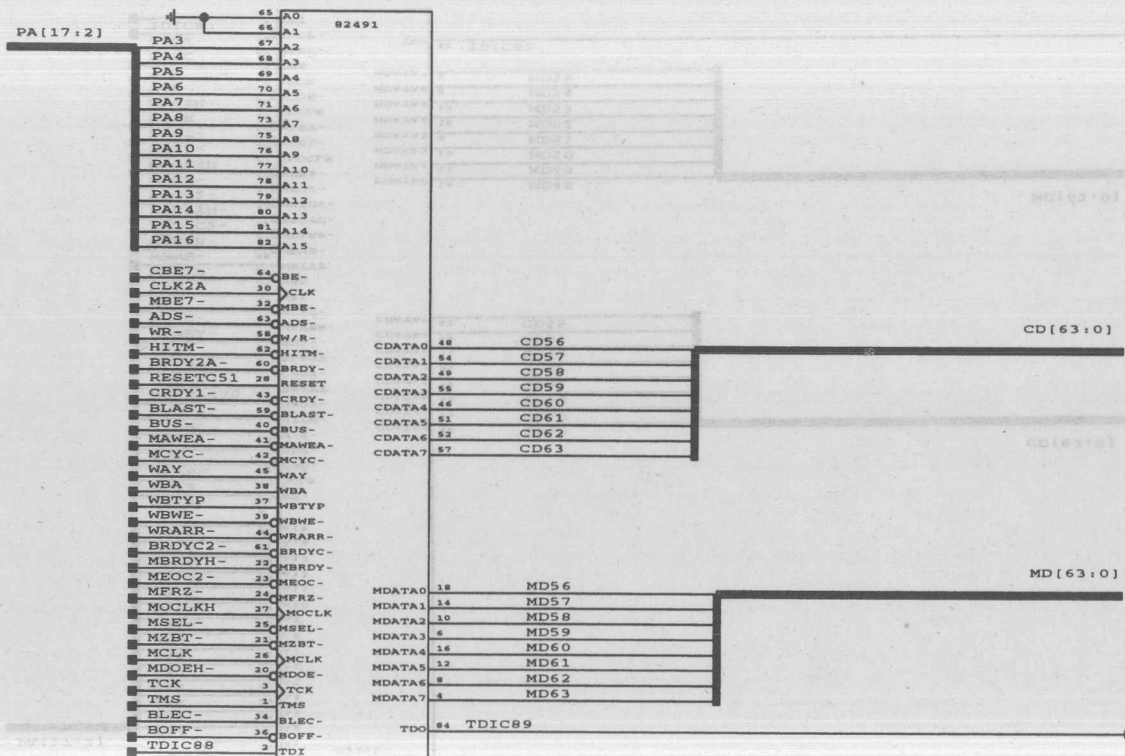 PA[17:2]
82491
65 A0
66 A1
PA3 67 A2
PA4 68 A3
PA5 69 A4
PA6 70 A5
PA7 71 A6
PA8 73 A7
PA9 75 A8
PA10 76 A9
PA11 77 A10
PA12 78 A11
PA13 79 A12
PA14 80 A13
PA15 81 A14
PA16 82 A15
CBE7- 64 BE-
CLK2A 30 CLK
MBE7- 32 MBE-
ADS- 63 ADS-
WR- 58 W/R-
HITM- 62 HITM-
BRDY2A- 60 BRDY-
RESETC51 28 RESET
CRDY1- 43 CRDY-
BLAST- 59 BLAST-
BUS- 40 BUS-
MAWEA- 41 MAWEA-
MCYC- 42 MCYC-
WAY 45 WAY
WBA 38 WBA
WBTYP 37 WBTYP
WBWE- 39 WBWE-
WRARR- 44 WRARR-
BRDYC2- 61 BRDYC-
MBRDYH- 22 MBRDY-
MEOC2- 23 MEOC-
MFRZ- 24 MFRZ-
MOCLKH 27 MOCLK
MSEL- 25 MSEL-
MZBT- 21 MZBT-
MCLK 26 MCLK
MDOEH- 20 MDOE-
TCK 3 TCK
TMS 1 TMS
BLEC- 34 BLEC-
BOFF- 36 BOFF-
TDIC88 2 TDI
CD[63:0]
CDATA0 48 CD56
CDATA1 54 CD57
CDATA2 49 CD58
CDATA3 55 CD59
CDATA4 46 CD60
CDATA5 51 CD61
CDATA6 52 CD62
CDATA7 57 CD63
MD[63:0]
MDATA0 18 MD56
MDATA1 14 MD57
MDATA2 10 MD58
MDATA3 6 MD59
MDATA4 16 MD60
MDATA5 12 MD61
MDATA6 8 MD62
MDATA7 4 MD63
TDO 84 TDIC89